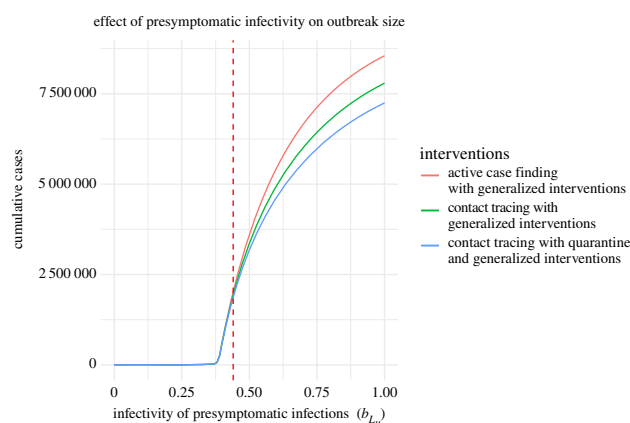 effect of presymptomatic infectivity on outbreak size
cumulative cases
7 500 000
5 000 000
2 500 000
0
0 0.25 0.50 0.75 1.00
infectivity of presymptomatic infections (b_{L_u})
interventions
active case finding
with generalized interventions
contact tracing with
generalized interventions
contact tracing with quarantine
and generalized interventions